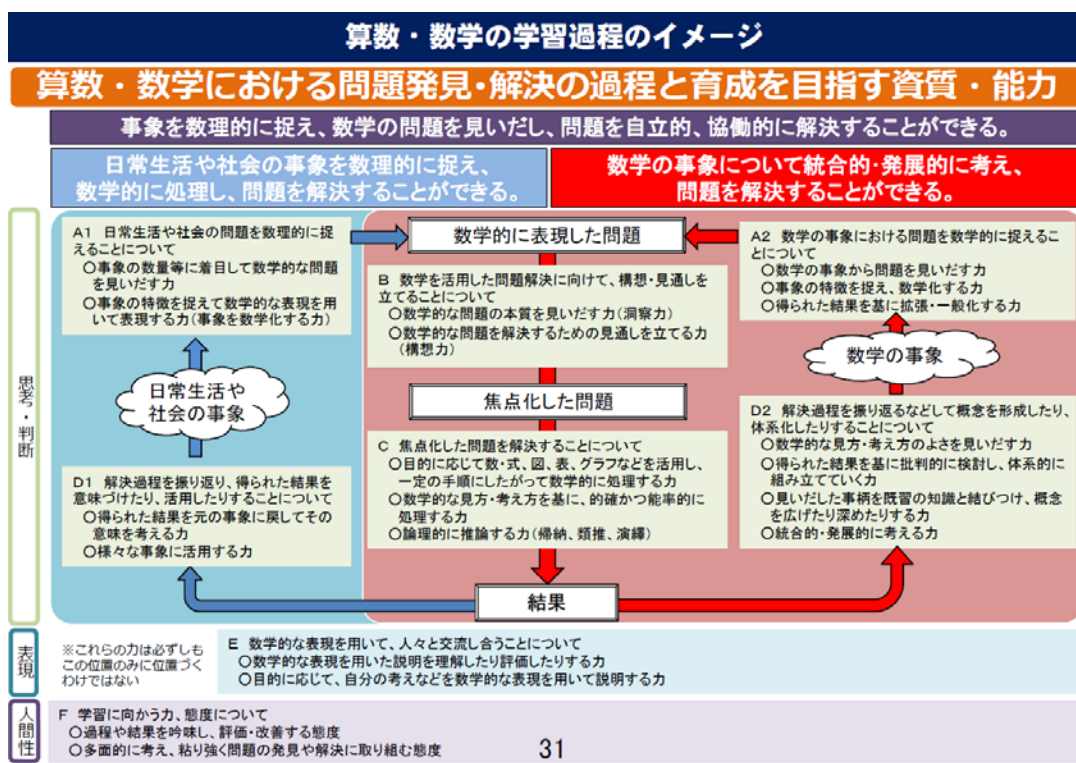 算数・数学の学習過程のイメージ
算数・数学における問題発見・解決の過程と育成を目指す資質・能力
事象を数理的に捉え、数学の問題を見いだし、問題を自立的、協働的に解決することができる。
日常生活や社会の事象を数理的に捉え、
数学的に処理し、問題を解決することができる。
数学の事象について統合的・発展的に考え、
問題を解決することができる。
思考・判断
A1 日常生活や社会の問題を数理的に捉
えることについて
○事象の数量等に着目して数学的な問題
を見いだす力
○事象の特徴を捉えて数学的な表現を用
いて表現する力(事象を数学化する力)
日常生活や
社会の事象
D1 解決過程を振り返り、得られた結果を
意味づけたり、活用したりすることについて
○得られた結果を元の事象に戻してその
意味を考える力
○様々な事象に活用する力
数学的に表現した問題
B 数学を活用した問題解決に向けて、構想・見通しを
立てることについて
○数学的な問題の本質を見いだす力(洞察力)
○数学的な問題を解決するための見通しを立てる力
(構想力)
焦点化した問題
C 焦点化した問題を解決することについて
○目的に応じて数・式、図、表、グラフなどを活用し、
一定の手順にしたがって数学的に処理する力
○数学的な見方・考え方を基に、的確かつ能率的に
処理する力
○論理的に推論する力(帰納、類推、演繹)
結果
A2 数学の事象における問題を数学的に捉えるこ
とについて
○数学の事象から問題を見いだす力
○事象の特徴を捉え、数学化する力
○得られた結果を基に拡張・一般化する力
数学の事象
D2 解決過程を振り返るなどして概念を形成したり、
体系化したりすることについて
○数学的な見方・考え方のよさを見いだす力
○得られた結果を基に批判的に検討し、体系的に
組み立てていく力
○見いだした事柄を既習の知識と結びつけ、概念
を広げたり深めたりする力
○統合的・発展的に考える力
表現
※これらの力は必ずしも
この位置のみに位置づく
わけではない
E 数学的な表現を用いて、人々と交流し合うことについて
○数学的な表現を用いた説明を理解したり評価したりする力
○目的に応じて、自分の考えなどを数学的な表現を用いて説明する力
人間性
F 学習に向かう力、態度について
○過程や結果を吟味し、評価・改善する態度
○多面的に考え、粘り強く問題の発見や解決に取り組む態度
31